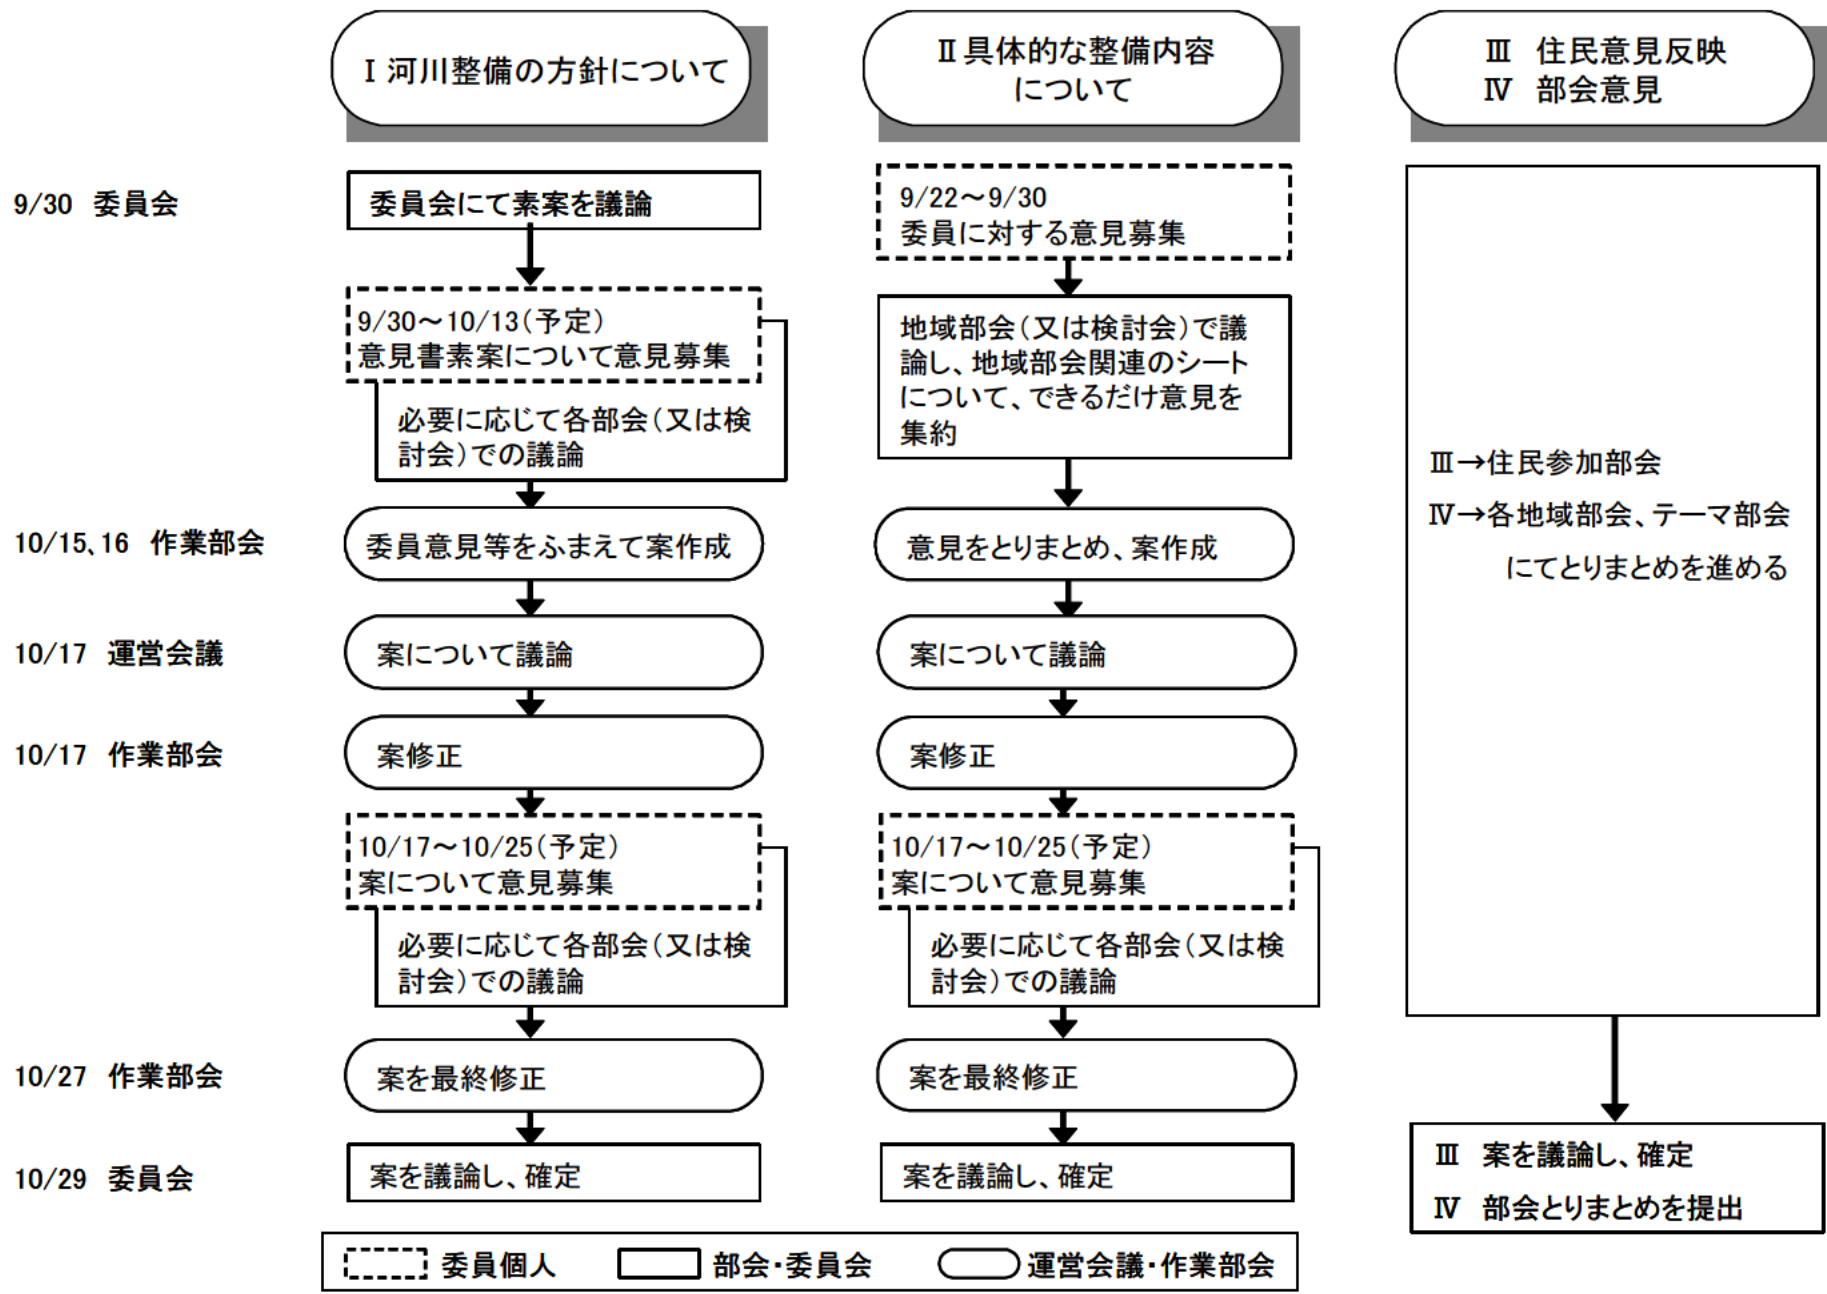 Ⅰ 河川整備の方針について
Ⅱ 具体的な整備内容
について
Ⅲ 住民意見反映
Ⅳ 部会意見
9/30 委員会
委員会にて素案を議論
9/22～9/30
委員に対する意見募集
9/30～10/13（予定）
意見書素案について意見募集
必要に応じて各部会（又は検
討会）での議論
地域部会（又は検討会）で議
論し、地域部会関連のシート
について、できるだけ意見を
集約
Ⅲ→住民参加部会
Ⅳ→各地域部会、テーマ部会
にてとりまとめを進める
10/15、16 作業部会
委員意見等をふまえて案作成
意見をとりまとめ、案作成
10/17 運営会議
案について議論
案について議論
10/17 作業部会
案修正
案修正
10/17～10/25（予定）
案について意見募集
必要に応じて各部会（又は検
討会）での議論
10/17～10/25（予定）
案について意見募集
必要に応じて各部会（又は検
討会）での議論
10/27 作業部会
案を最終修正
案を最終修正
10/29 委員会
案を議論し、確定
案を議論し、確定
Ⅲ 案を議論し、確定
Ⅳ 部会とりまとめを提出
委員個人
部会・委員会
運営会議・作業部会